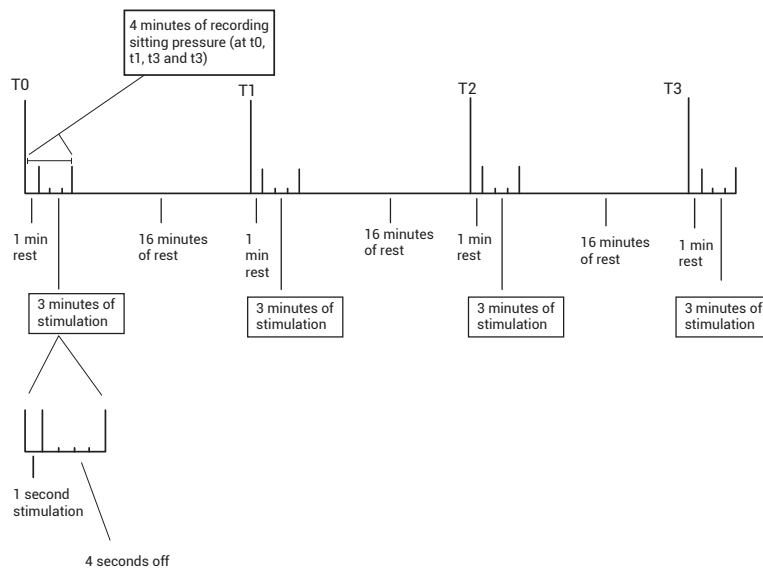 4 minutes of recording
sitting pressure (at t0,
t1, t3 and t3)
T0
T1
T2
T3
1 min
rest
16 minutes
of rest
1
min
rest
16 minutes
of rest
1 min
rest
16 minutes
of rest
1 min
rest
3 minutes of
stimulation
3 minutes of
stimulation
3 minutes of
stimulation
3 minutes of
stimulation
1 second
stimulation
4 seconds off